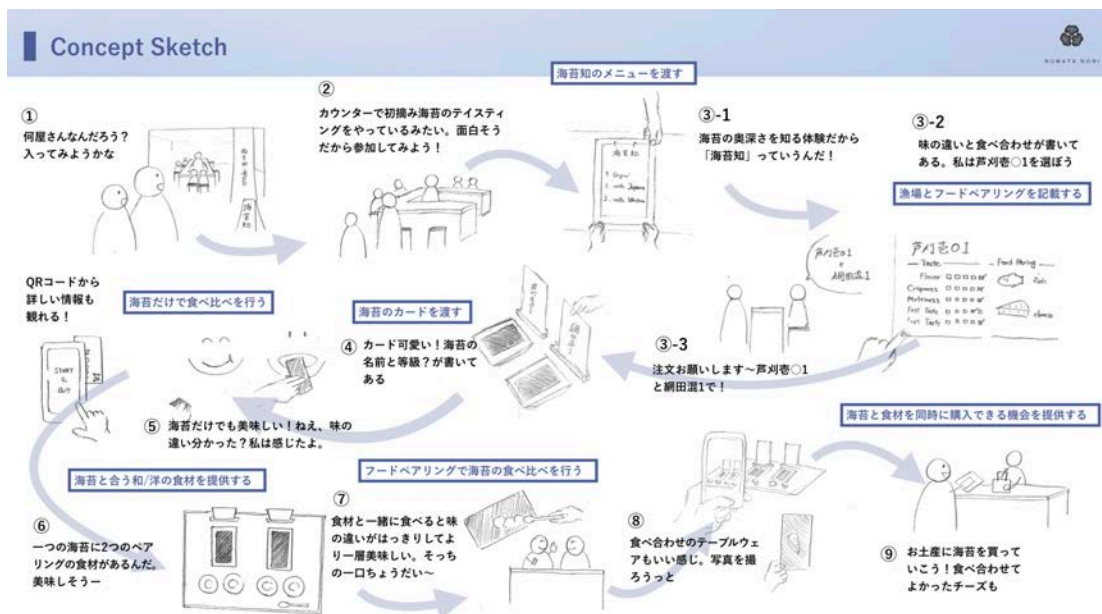 Concept Sketch
NUMATA NORI
①
何屋さんなんだろう?
入ってみようかな
②
カウンターで初摘み海苔のテイスティ
ングをやっているみたい。面白そう
だから参加してみよう!
海苔知のメニューを渡す
海苔知
③-1
海苔の奥深さを知る体験だから
「海苔知」っていうんだ!
③-2
味の違いと食べ合わせが書いて
ある。私は芦刈壱○1を選ぼう
漁場とフードペアリングを記載する
芦刈壱01
Taste
Food Pairing
Flavor
Crispness
fish
cheese
芦刈壱01
と
網田混1
③-3
注文お願いします〜芦刈壱○1
と網田混1で!
海苔のカードを渡す
④
カード可愛い!海苔の
名前と等級?が書いて
ある
海苔だけで食べ比べを行う
⑤
海苔だけでも美味しい!ねえ、味の
違い分かった?私は感じたよ。
QRコードから
詳しい情報も
観れる!
海苔と合う和/洋の食材を提供する
⑥
一つの海苔に2つのペア
リングの食材があるんだ。
美味しそうー
フードペアリングで海苔の食べ比べを行う
⑦
食材と一緒に食べると味
の違いがはっきりしてよ
り一層美味しい。そっち
の一口ちょうだい〜
⑧
食べ合わせのテーブルウェ
アもいい感じ。写真を撮
ろうっと
海苔と食材を同時に購入できる機会を提供する
⑨
お土産に海苔を買って
いこう!食べ合わせて
よかったチーズも